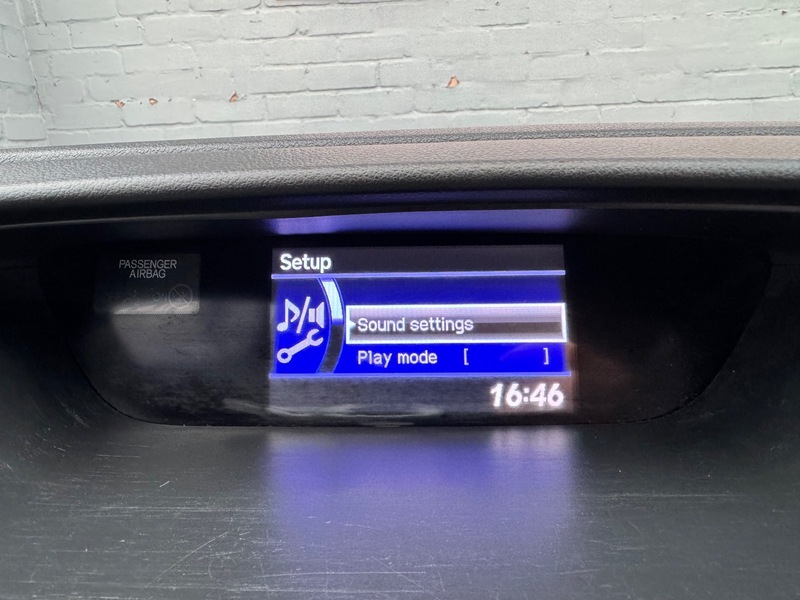 PASSENGER
AIRBAG
Setup
Sound settings
Play mode [ ]
16:46